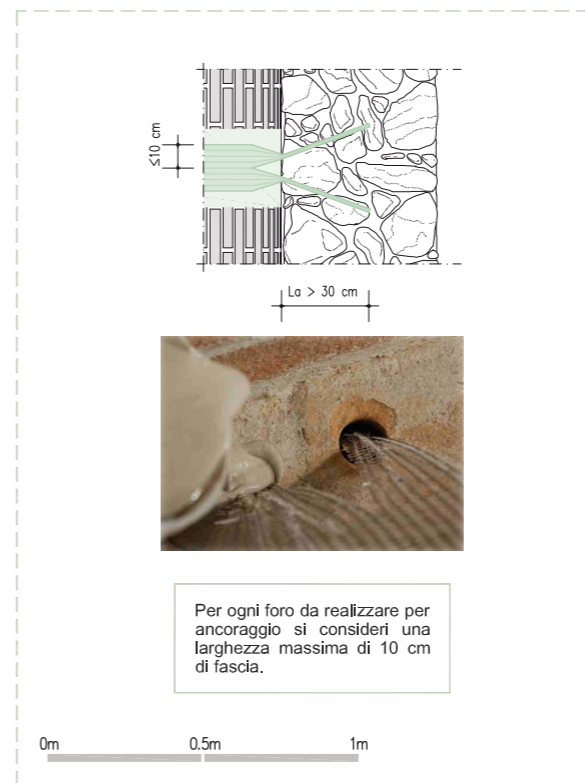 ≤10 cm
La > 30 cm
Per ogni foro da realizzare per
ancoraggio si consideri una
larghezza massima di 10 cm
di fascia.
0m 0.5m 1m